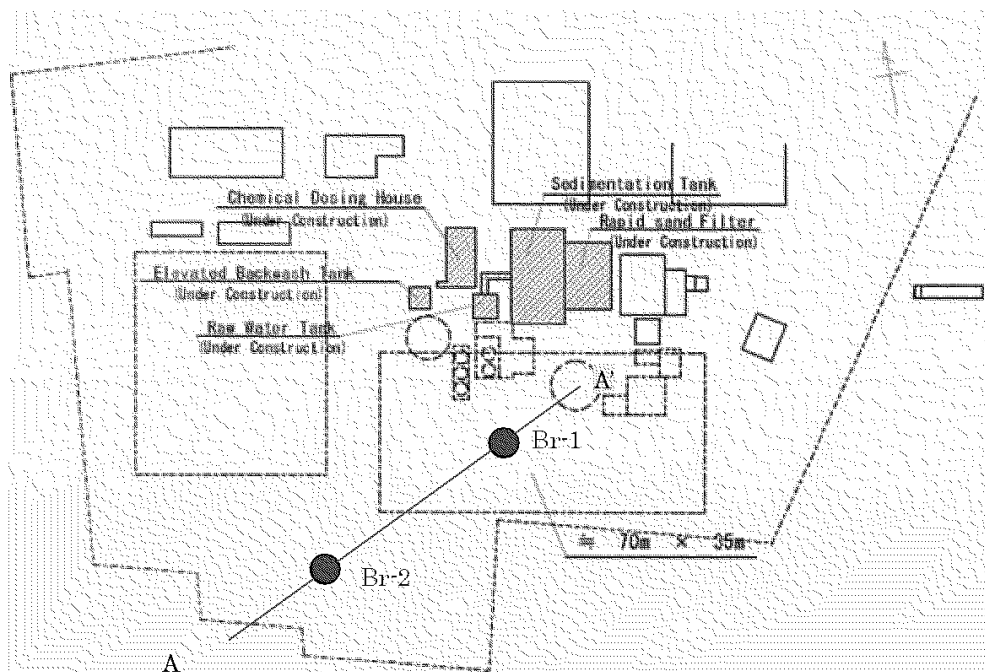 Sedimentation Tank
(Under Construction)
Chemical Dosing House
(Under Construction)
Rapid sand Filter
(Under Construction)
Elevated Backwash Tank
(Under Construction)
Raw Water Tank
(Under Construction)
A'
Br-1
≒ 70m × 35m
Br-2
A